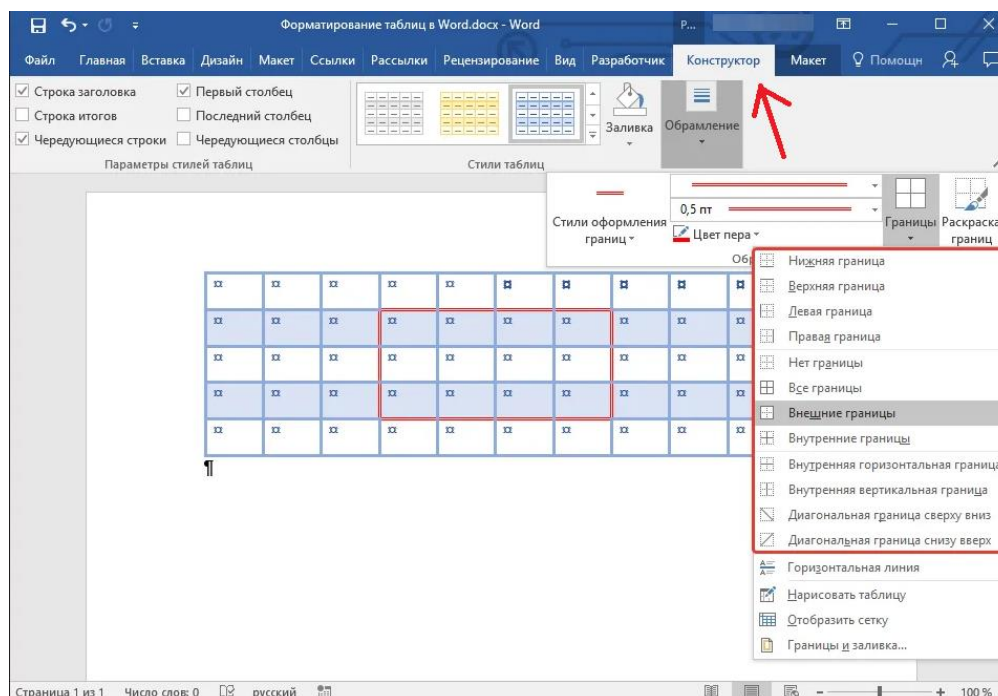 Форматирование таблиц в Word.docx - Word
Р...
Файл Главная Вставка Дизайн Макет Ссылки Рассылки Рецензирование Вид Разработчик Конструктор Макет Помощн
Строка заголовка Первый столбец
Строка итогов Последний столбец
Чередующиеся строки Чередующиеся столбцы
Заливка Обрамление
Параметры стилей таблиц Стили таблиц
Стили оформления границ
0,5 пт
Цвет пера
Границы Раскраска границ
Об
Нижняя граница
Верхняя граница
Левая граница
Правая граница
Нет границы
Все границы
Внешние границы
Внутренние границы
Внутренняя горизонтальная граница
Внутренняя вертикальная граница
Диагональная граница сверху вниз
Диагональная граница снизу вверх
Горизонтальная линия
Нарисовать таблицу
Отобразить сетку
Границы и заливка...
¤ ¤ ¤ ¤ ¤ ¤ ¤ ¤ ¤ ¤
¤ ¤ ¤ ¤ ¤ ¤ ¤ ¤ ¤ ¤
¤ ¤ ¤ ¤ ¤ ¤ ¤ ¤ ¤ ¤
¤ ¤ ¤ ¤ ¤ ¤ ¤ ¤ ¤ ¤
¤ ¤ ¤ ¤ ¤ ¤ ¤ ¤ ¤ ¤
¶
Страница 1 из 1 Число слов: 0 русский 100 %